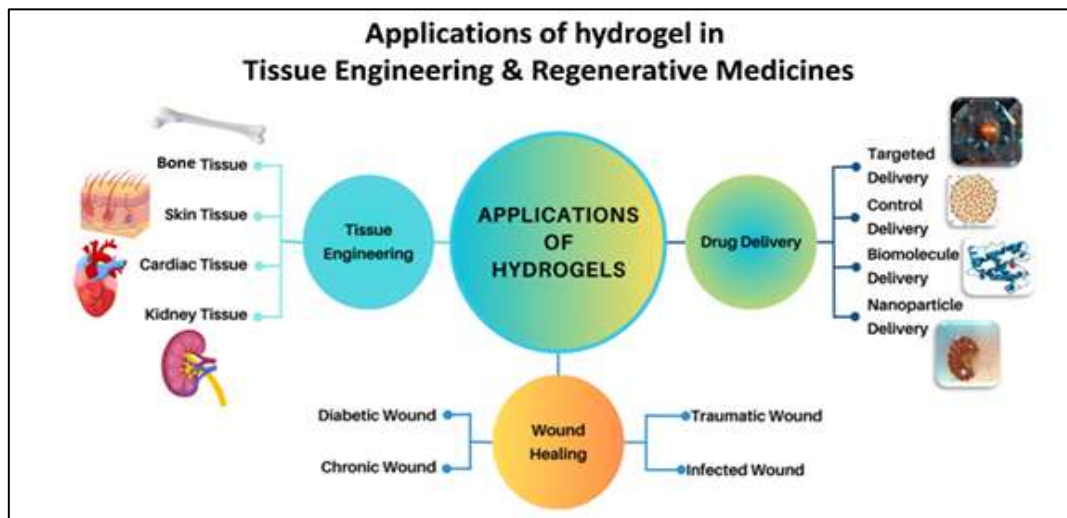 Applications of hydrogel in
Tissue Engineering & Regenerative Medicines
Bone Tissue
Skin Tissue
Cardiac Tissue
Kidney Tissue
Tissue
Engineering
APPLICATIONS
OF
HYDROGELS
Drug Delivery
Targeted
Delivery
Control
Delivery
Biomolecule
Delivery
Nanoparticle
Delivery
Diabetic Wound
Chronic Wound
Wound
Healing
Traumatic Wound
Infected Wound